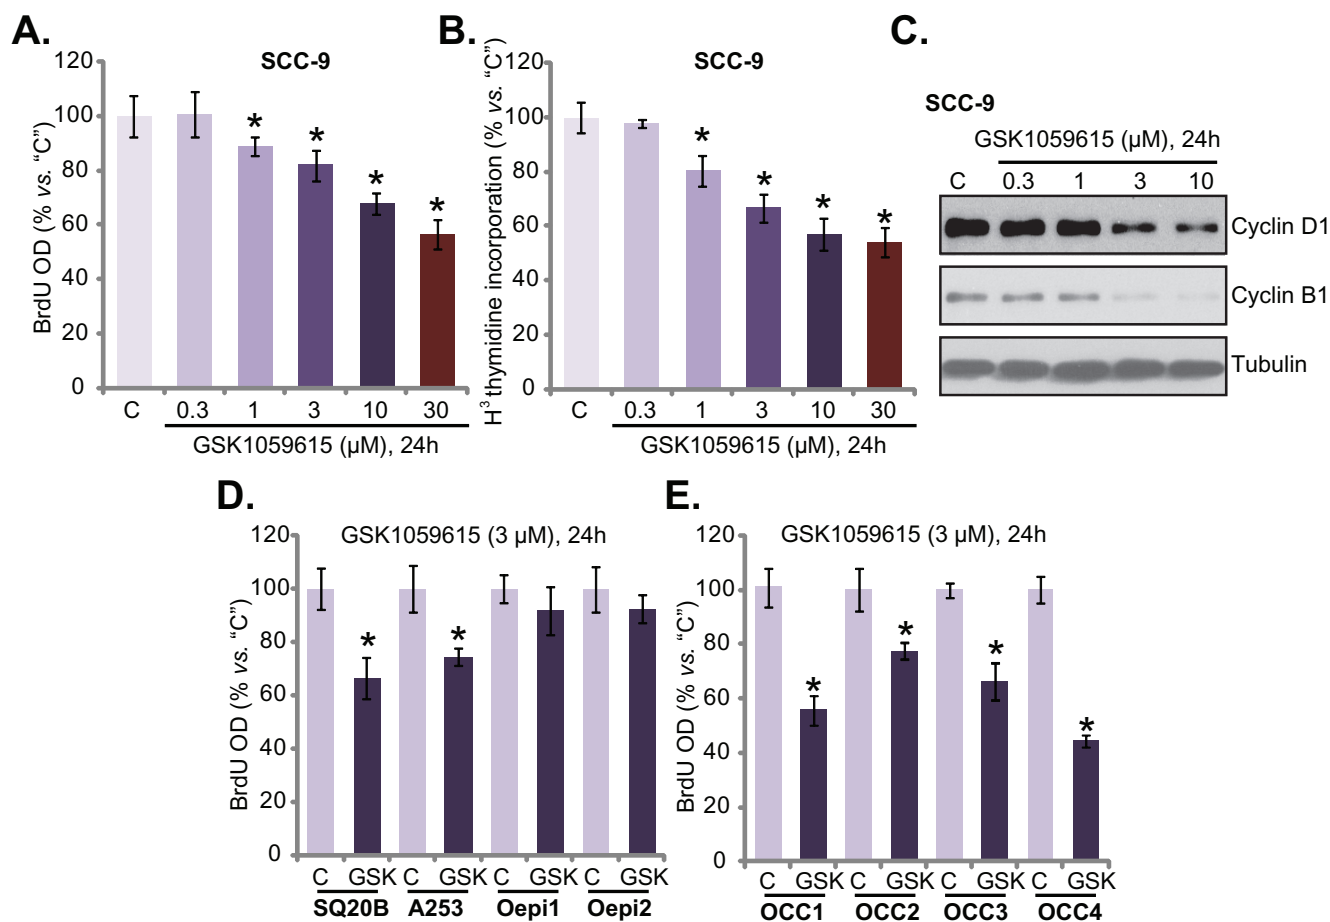 A.
SCC-9
BrdU OD (% vs. “C”)
120
100
80
60
40
20
0
*
*
*
*
C 0.3 1 3 10 30
GSK1059615 (µM), 24h
B.
SCC-9
H³ thymidine incorporation (% vs. “C”)
120
100
80
60
40
20
0
*
*
*
*
C 0.3 1 3 10 30
GSK1059615 (µM), 24h
C.
SCC-9
GSK1059615 (µM), 24h
C 0.3 1 3 10
Cyclin D1
Cyclin B1
Tubulin
D.
GSK1059615 (3 µM), 24h
BrdU OD (% vs. “C”)
120
100
80
60
40
20
0
*
*
C GSK C GSK C GSK C GSK
SQ20B A253 Oepi1 Oepi2
E.
GSK1059615 (3 µM), 24h
BrdU OD (% vs. “C”)
120
100
80
60
40
20
0
*
*
*
*
C GSK C GSK C GSK C GSK
OCC1 OCC2 OCC3 OCC4